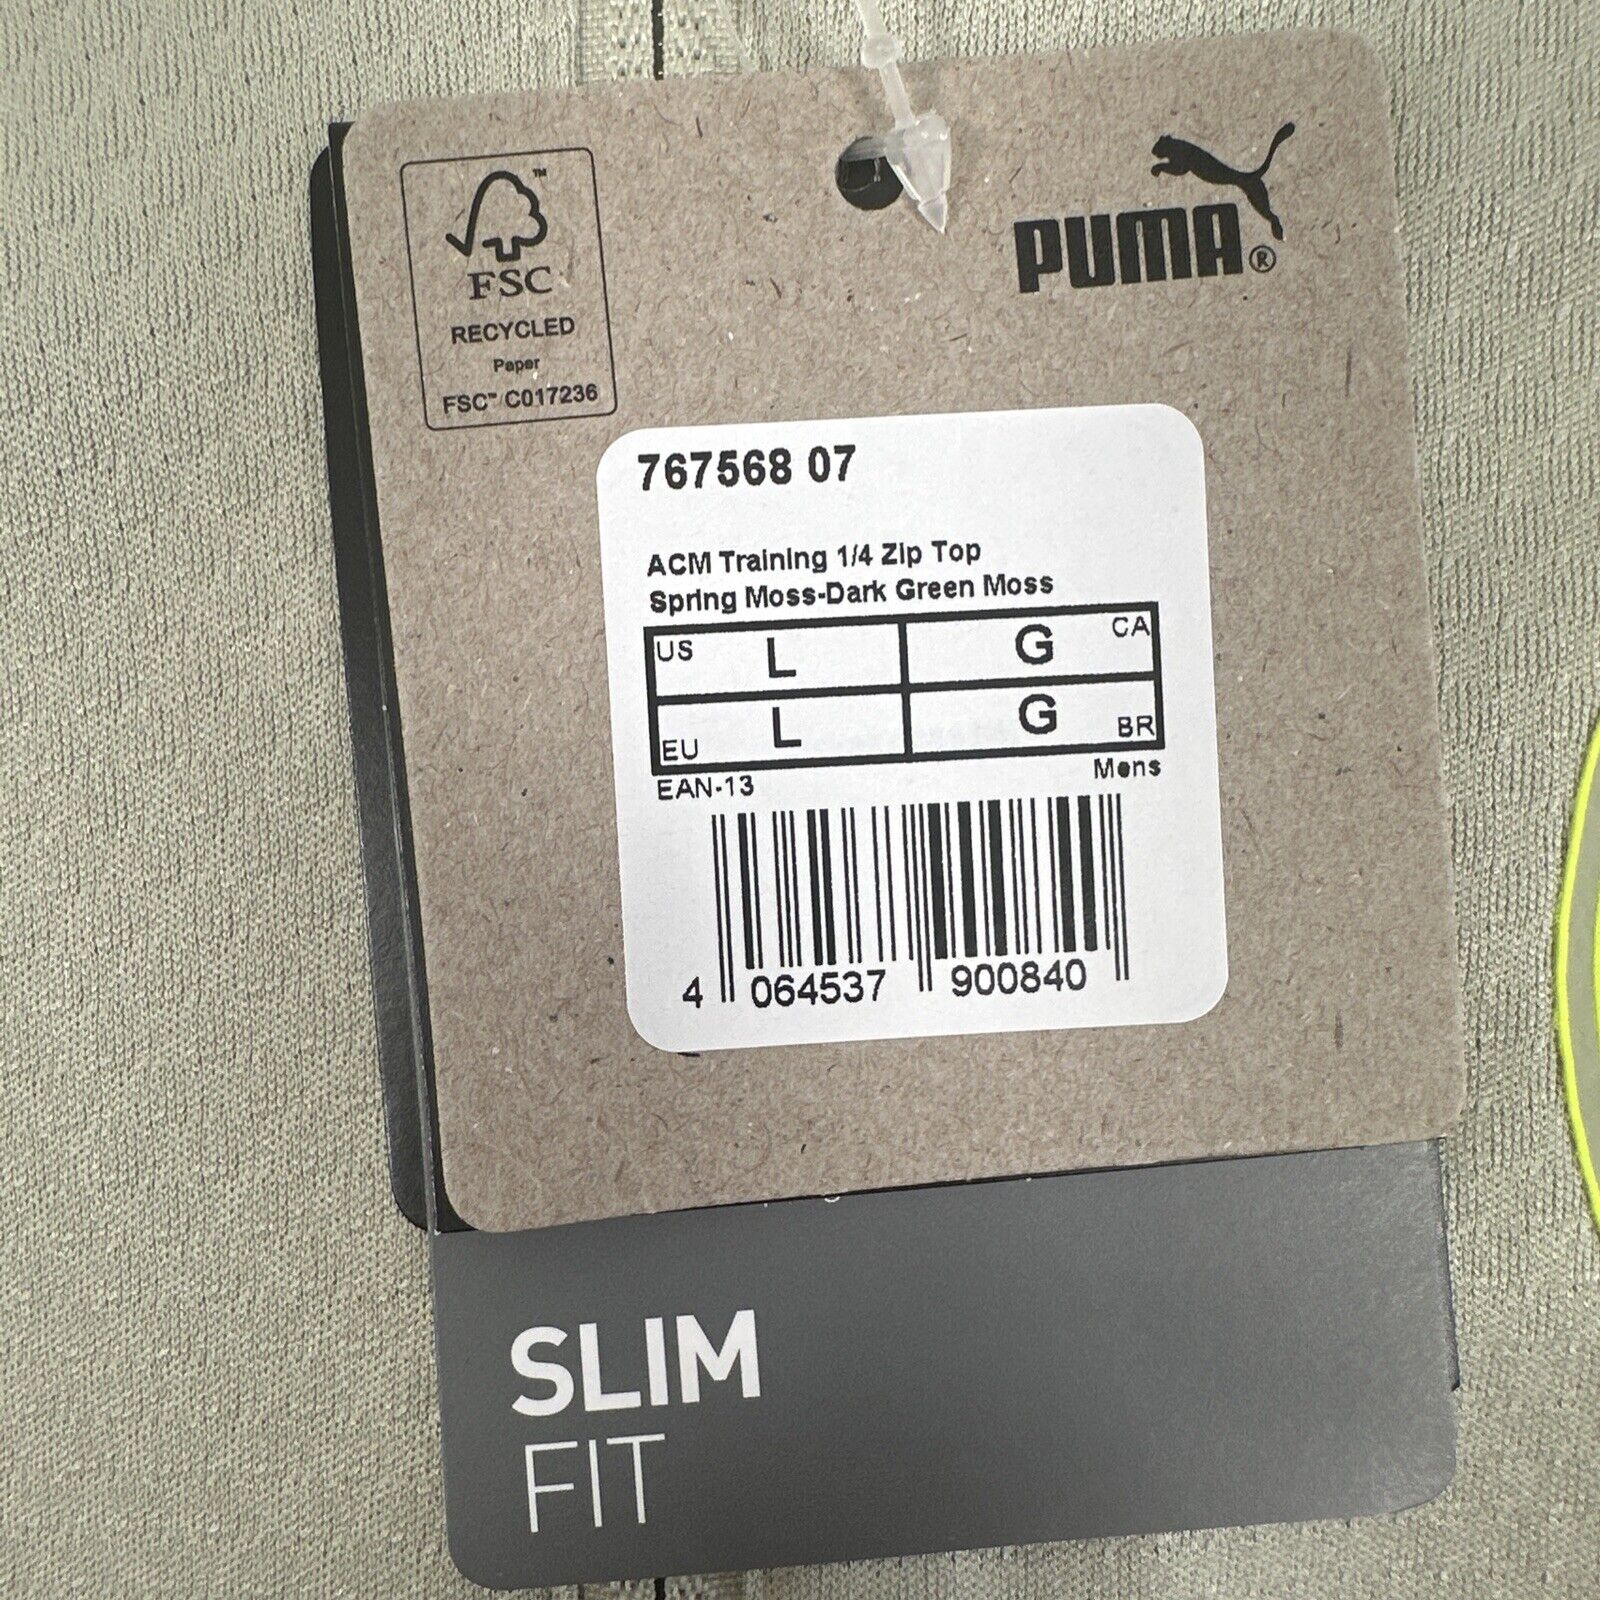 ™
FSC
RECYCLED
Paper
FSC™ C017236
PUMA®
767568 07
ACM Training 1/4 Zip Top
Spring Moss-Dark Green Moss
US L G CA
EU L G BR
EAN-13 Mens
4 064537 900840
SLIM
FIT